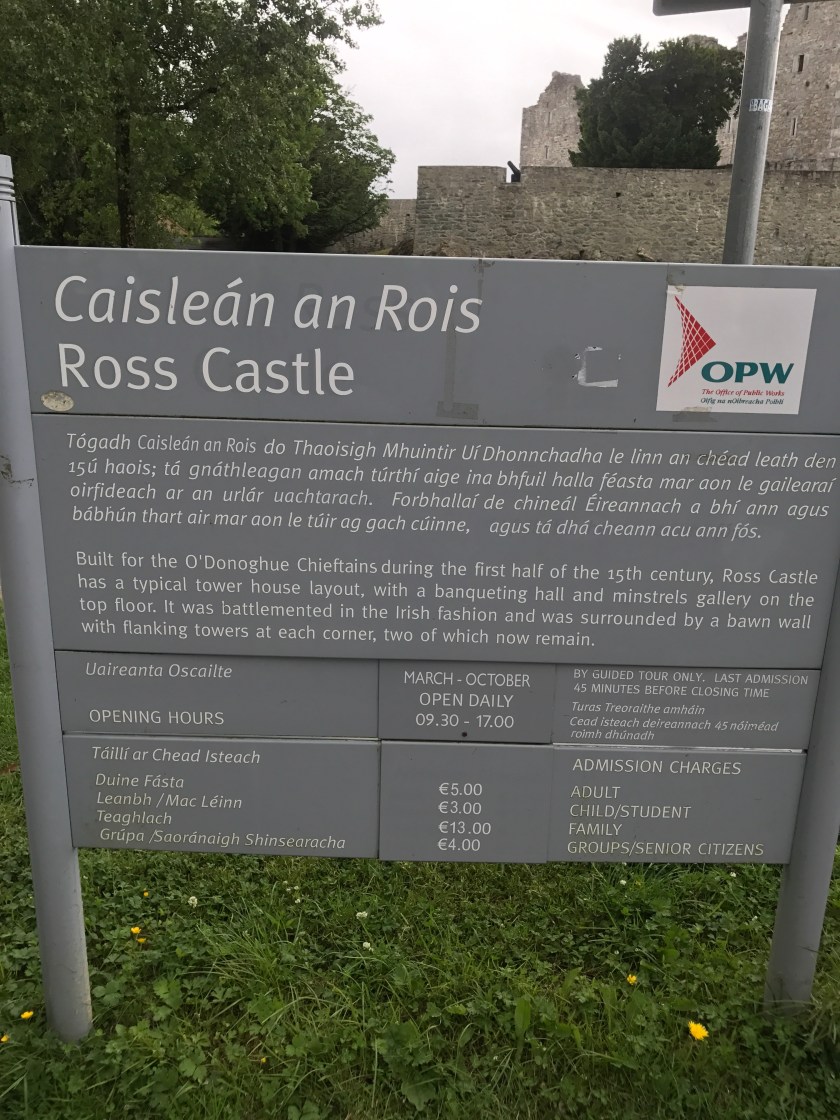 Caisleán an Rois
Ross Castle
OPW
The Office of Public Works
Oifig na nOibreacha Poiblí
Tógadh Caisleán an Rois do Thaoisigh Mhuintir Uí Dhonnchadha le linn an chéad leath den
15ú haois; tá gnáthleagan amach túrthí aige ina bhfuil halla féasta mar aon le gailearaí
oirfideach ar an urlár uachtarach. Forbhallaí de chineál Éireannach a bhí ann agus
bábhún thart air mar aon le túir ag gach cúinne, agus tá dhá cheann acu ann fós.
Built for the O'Donoghue Chieftains during the first half of the 15th century, Ross Castle
has a typical tower house layout, with a banqueting hall and minstrels gallery on the
top floor. It was battlemented in the Irish fashion and was surrounded by a bawn wall
with flanking towers at each corner, two of which now remain.
Uaireanta Oscailte
OPENING HOURS
MARCH - OCTOBER
OPEN DAILY
09.30 - 17.00
BY GUIDED TOUR ONLY. LAST ADMISSION
45 MINUTES BEFORE CLOSING TIME
Turas Treoraithe amháin
Cead isteach deireannach 45 nóiméad
roimh dhúnadh
Táillí ar Chead Isteach
Duine Fásta
Leanbh / Mac Léinn
Teaghlach
Grúpa /Saoránaigh Shinsearacha
€5.00
€3.00
€13.00
€4.00
ADMISSION CHARGES
ADULT
CHILD/STUDENT
FAMILY
GROUPS/SENIOR CITIZENS